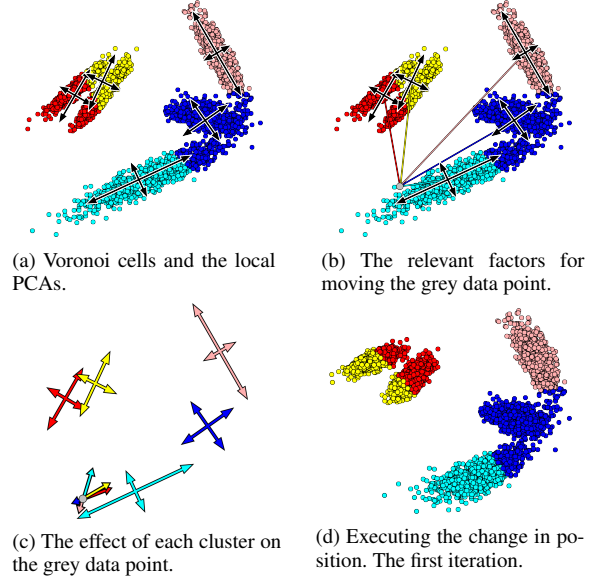 (a) Voronoi cells and the local
PCAs.
(b) The relevant factors for
moving the grey data point.
(c) The effect of each cluster on
the grey data point.
(d) Executing the change in po-
sition. The first iteration.